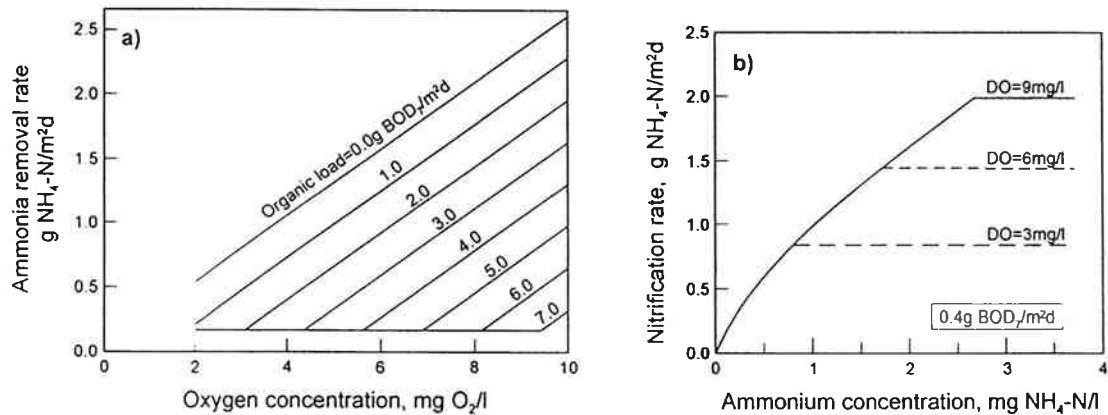 a)
Ammonia removal rate
g NH₄-N/m²d
2.5
2.0
1.5
1.0
0.5
0.0
Organic load=0.0g BOD₇/m²d
1.0
2.0
3.0
4.0
5.0
6.0
7.0
0
2
4
6
8
10
Oxygen concentration, mg O₂/l
b)
Nitrification rate, g NH₄-N/m²d
2.5
2.0
1.5
1.0
0.5
0.0
DO=9mg/l
DO=6mg/l
DO=3mg/l
0.4g BOD₇/m²d
0
1
2
3
4
Ammonium concentration, mg NH₄-N/l